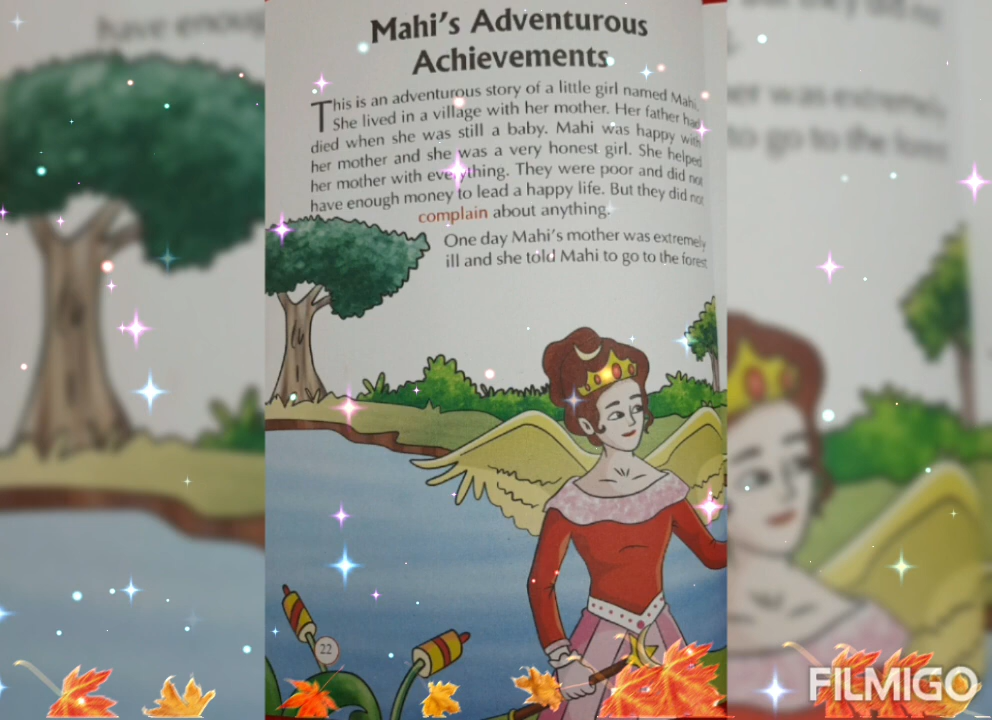 Mahi's Adventurous
Achievements
This is an adventurous story of a little girl named Mahi.
She lived in a village with her mother. Her father had
died when she was still a baby. Mahi was happy with
her mother and she was a very honest girl. She helped
her mother with everything. They were poor and did not
have enough money to lead a happy life. But they did not
complain about anything.
One day Mahi's mother was extremely
ill and she told Mahi to go to the forest
22
FILMIGO